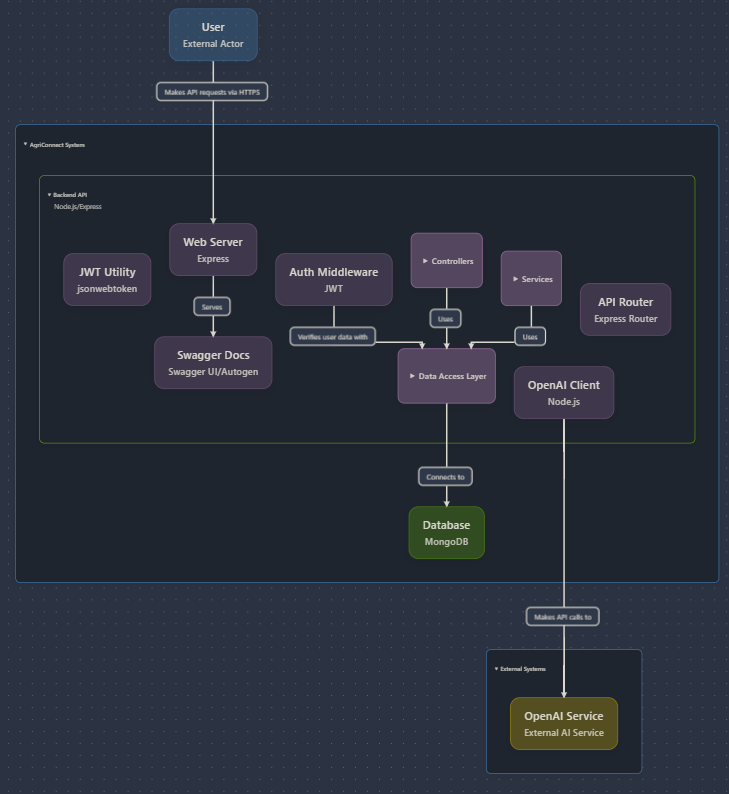 User
External Actor
Makes API requests via HTTPS
▼ AgriConnect System
▼ Backend API
Node.js/Express
Web Server
Express
JWT Utility
jsonwebtoken
Auth Middleware
JWT
▶ Controllers
▶ Services
API Router
Express Router
Serves
Uses
Verifies user data with
Uses
Swagger Docs
Swagger UI/Autogen
▶ Data Access Layer
OpenAI Client
Node.js
Connects to
Database
MongoDB
Makes API calls to
▼ External Systems
OpenAI Service
External AI Service